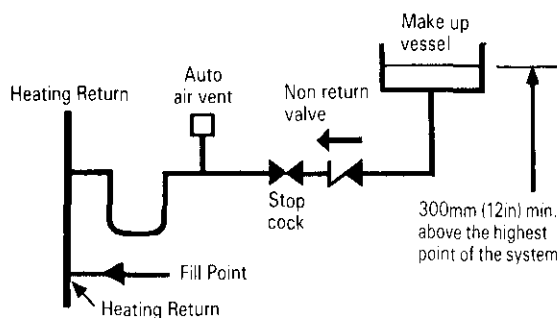 Make up
vessel
Auto
air vent
Heating Return
Non return
valve
Stop
cock
300mm (12in) min.
above the highest
point of the system
Fill Point
Heating Return